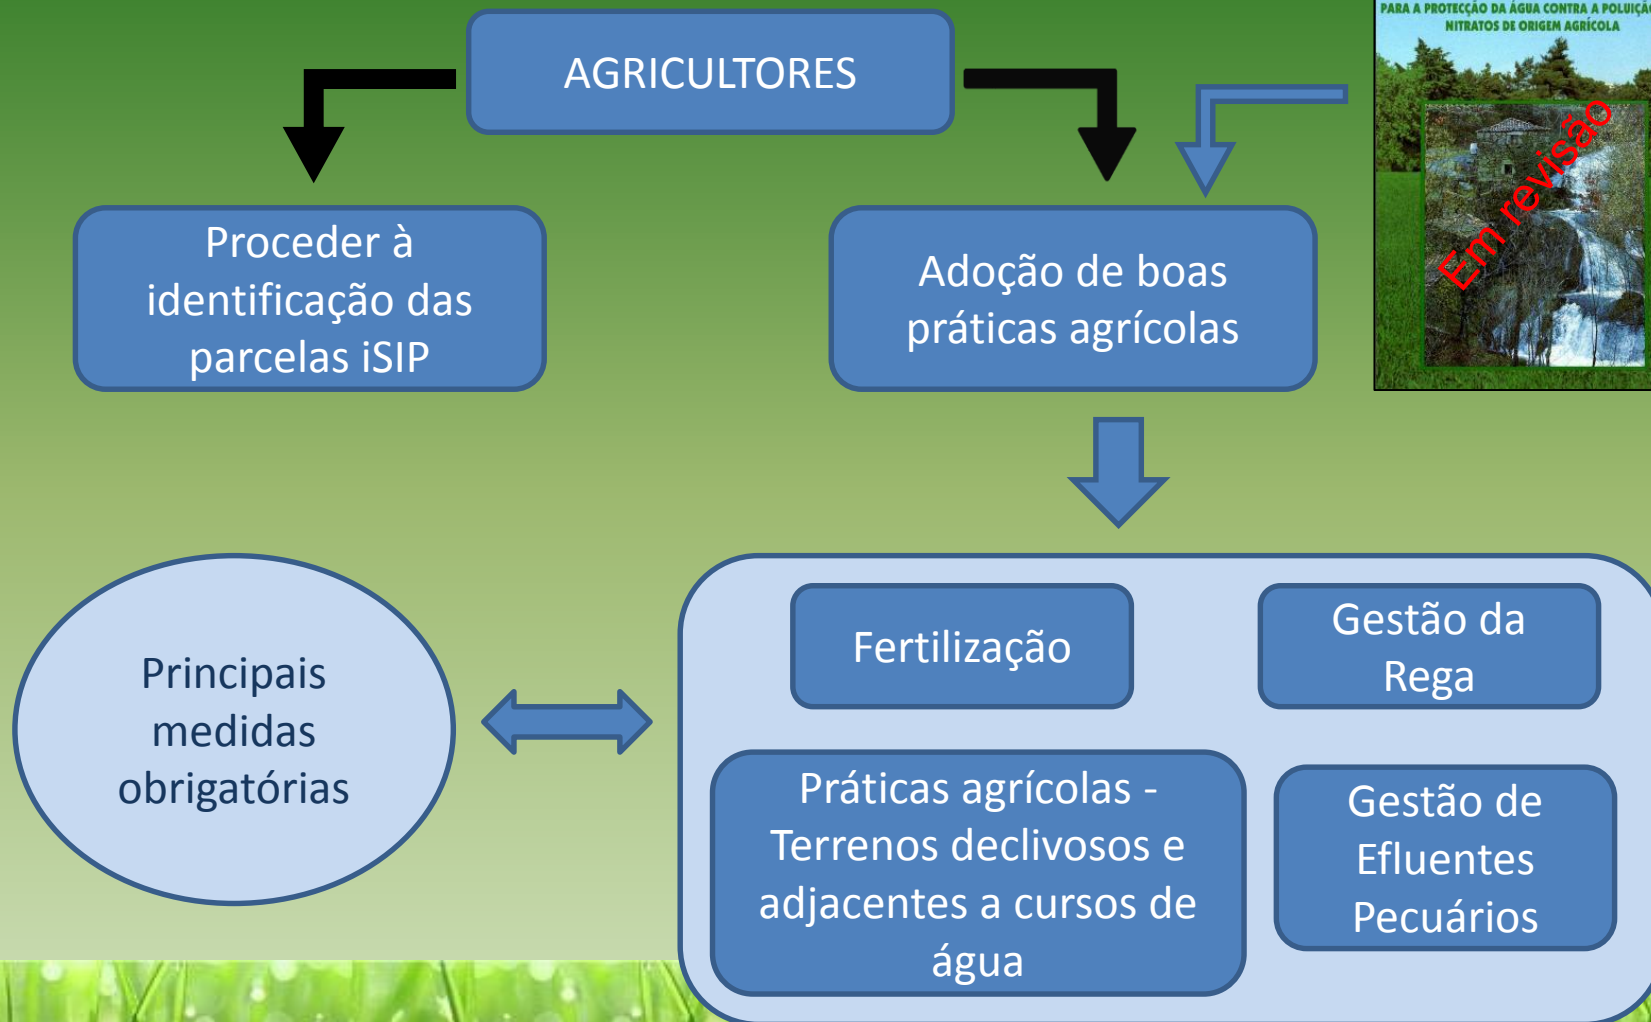 PARA A PROTECÇÃO DA ÁGUA CONTRA A POLUIÇÃO
NITRATOS DE ORIGEM AGRÍCOLA
Em revisão
AGRICULTORES
Proceder à
identificação das
parcelas iSIP
Adoção de boas
práticas agrícolas
Principais
medidas
obrigatórias
Fertilização
Gestão da
Rega
Práticas agrícolas -
Terrenos declivosos e
adjacentes a cursos de
água
Gestão de
Efluentes
Pecuários